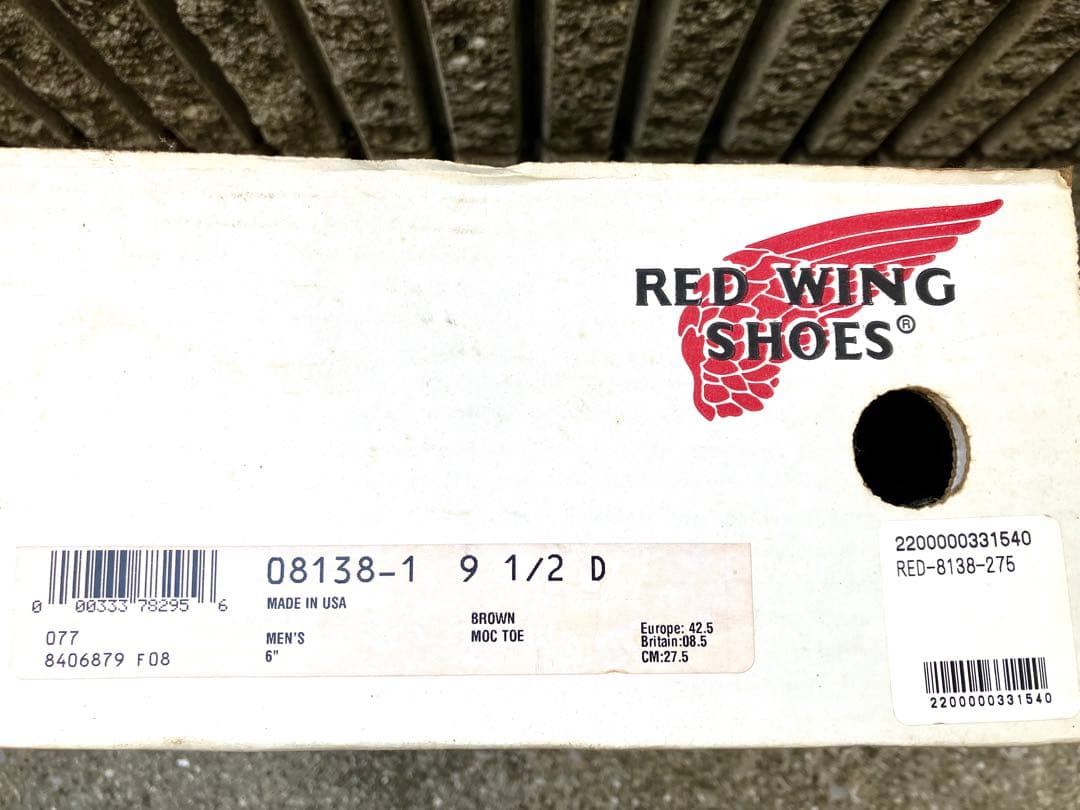 RED WING
SHOES®
0 00333 78295 6
077
8406879 F08
08138-1 9 1/2 D
MADE IN USA
MEN'S
6"
BROWN
MOC TOE
Europe: 42.5
Britain:08.5
CM:27.5
2200000331540
RED-8138-275
2200000331540